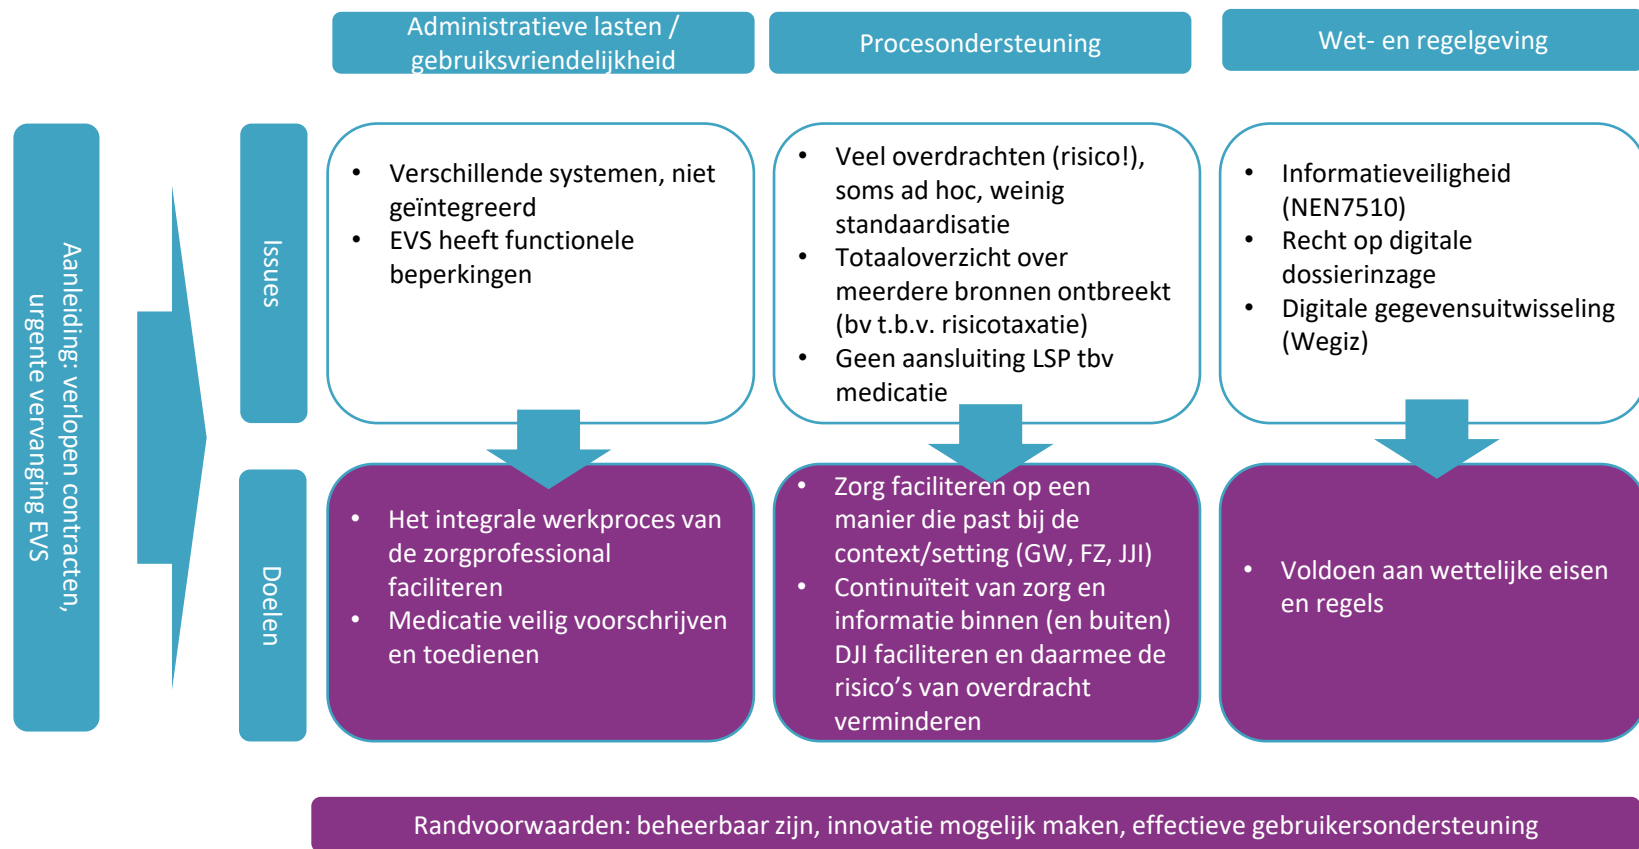 Administratieve lasten /
gebruiksvriendelijkheid
Procesondersteuning
Wet- en regelgeving
Aanleiding: verlopen contracten,
urgente vervanging EVS
Issues
• Verschillende systemen, niet
geïntegreerd
• EVS heeft functionele
beperkingen
• Veel overdrachten (risico!),
soms ad hoc, weinig
standaardisatie
• Totaaloverzicht over
meerdere bronnen ontbreekt
(bv t.b.v. risicotaxatie)
• Geen aansluiting LSP tbv
medicatie
• Informatieveiligheid
(NEN7510)
• Recht op digitale
dossierinzage
• Digitale gegevensuitwisseling
(Wegiz)
Doelen
• Het integrale werkproces van
de zorgprofessional
faciliteren
• Medicatie veilig voorschrijven
en toedienen
• Zorg faciliteren op een
manier die past bij de
context/setting (GW, FZ, JJI)
• Continuïteit van zorg en
informatie binnen (en buiten)
DJI faciliteren en daarmee de
risico's van overdracht
verminderen
• Voldoen aan wettelijke eisen
en regels
Randvoorwaarden: beheerbaar zijn, innovatie mogelijk maken, effectieve gebruikersondersteuning